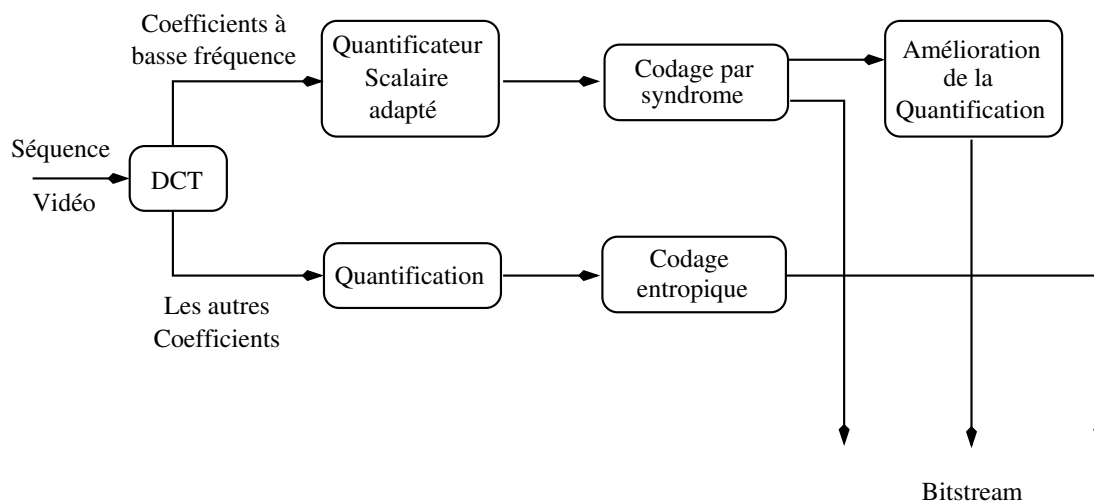 Coefficients à
basse fréquence
Quantificateur
Scalaire
adapté
Codage par
syndrome
Amélioration
de la
Quantification
Séquence
Vidéo
DCT
Quantification
Codage
entropique
Les autres
Coefficients
Bitstream